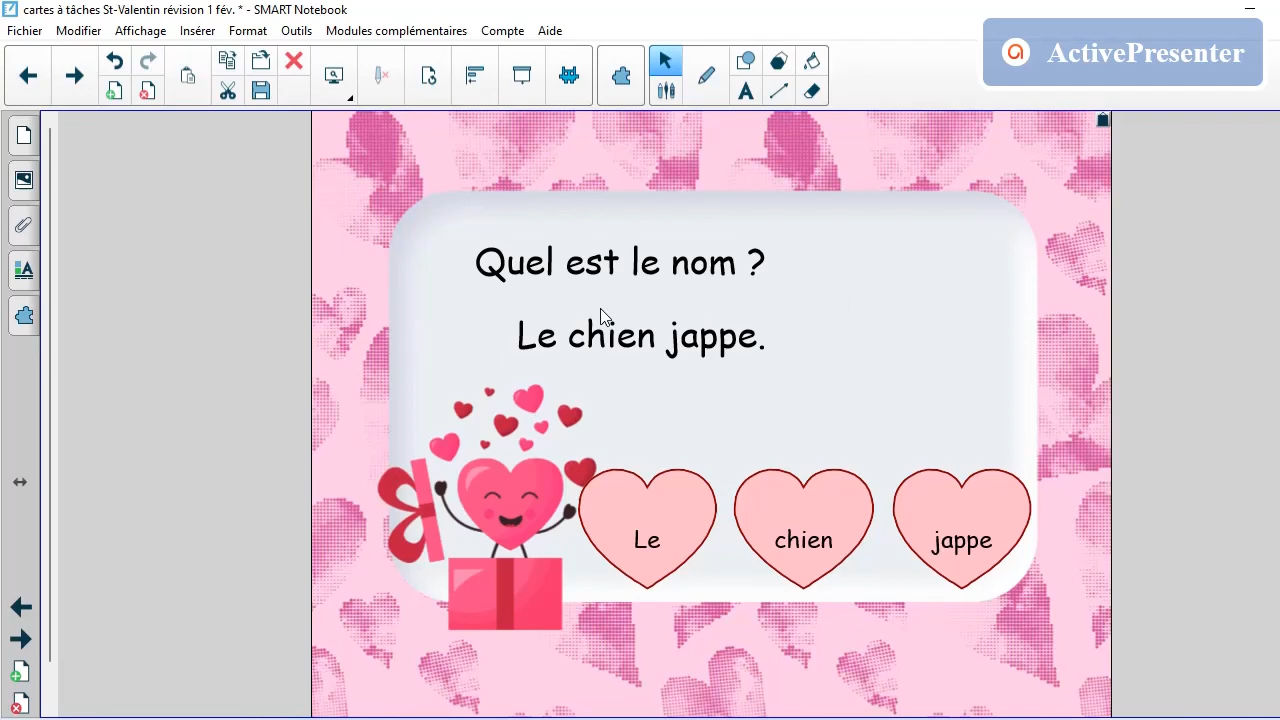 cartes à tâches St-Valentin révision 1 fév. * - SMART Notebook
Fichier Modifier Affichage Insérer Format Outils Modules complémentaires Compte Aide
ActivePresenter
Quel est le nom ?
Le chien jappe.
Le chien jappe